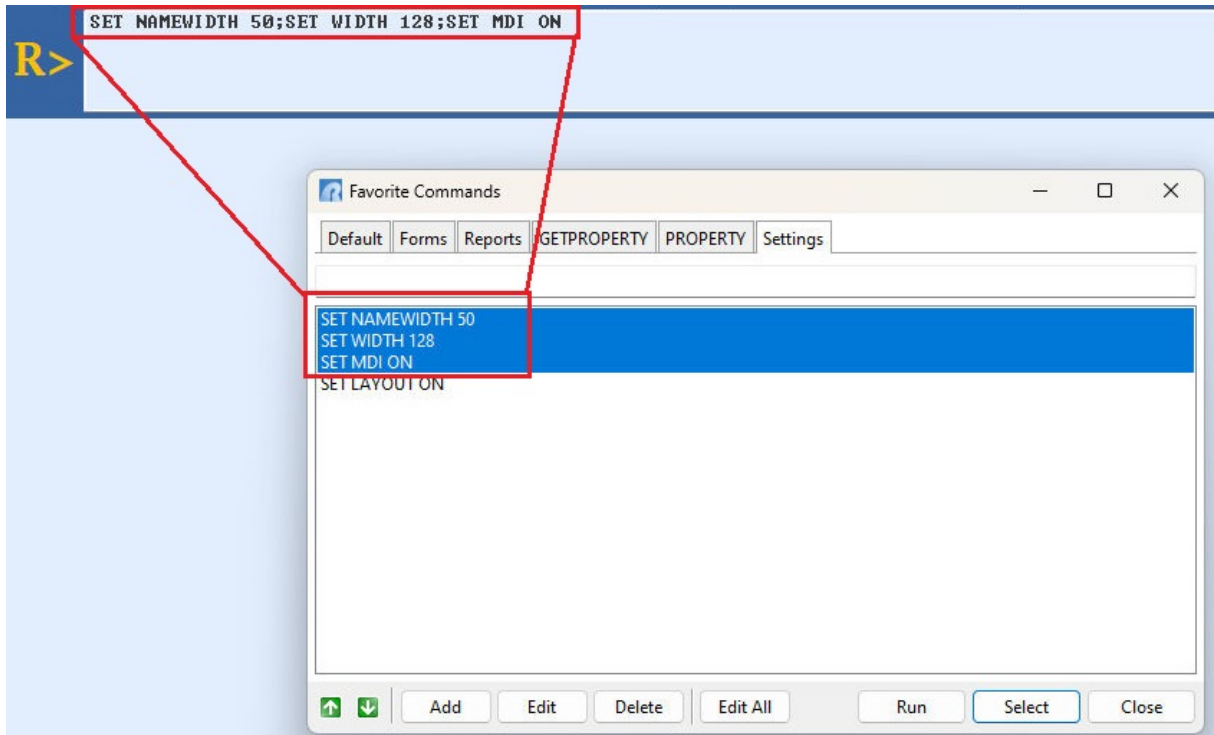 SET NAMEWIDTH 50;SET WIDTH 128;SET MDI ON
R>
Favorite Commands
Default Forms Reports GETPROPERTY PROPERTY Settings
SET NAMEWIDTH 50
SET WIDTH 128
SET MDI ON
SET LAYOUT ON
Add Edit Delete Edit All Run Select Close